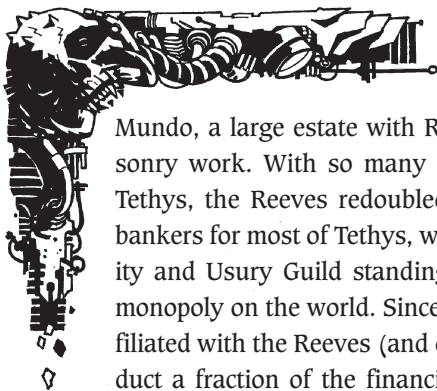 Mundo, a large estate with R
sonry work. With so many
Tethys, the Reeves redoubled
bankers for most of Tethys, w
ity and Usury Guild standing
monopoly on the world. Since
filiated with the Reeves (and
duct a fraction of the financi